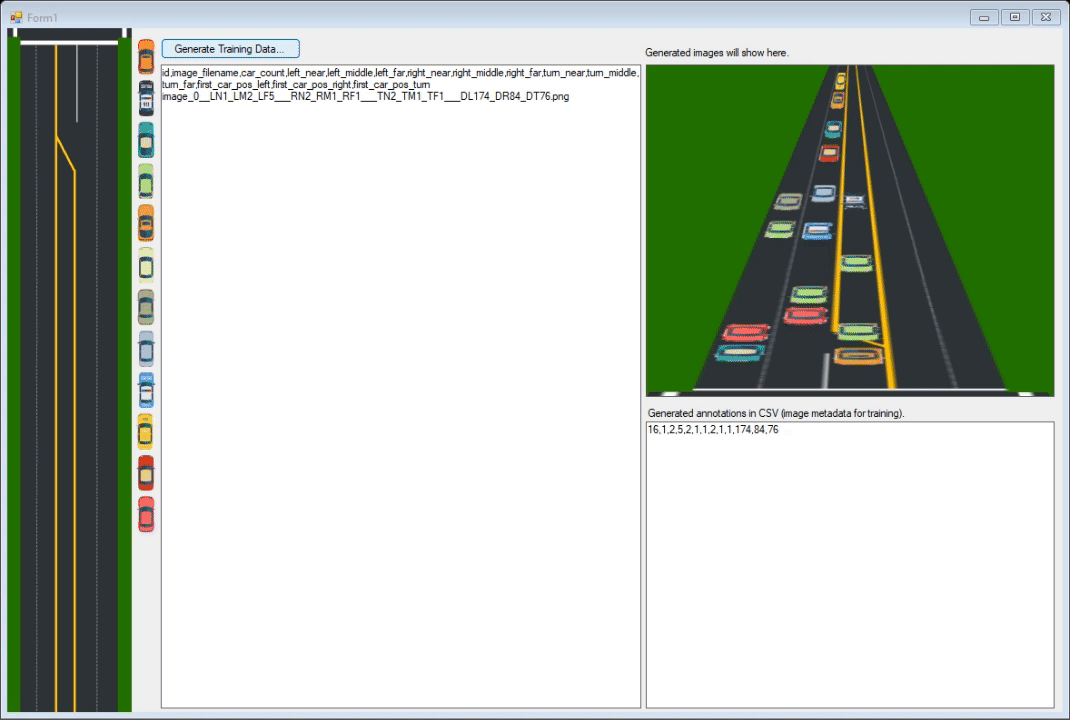 Form1
Generate Training Data...
Generated images will show here.
id,image_filename,car_count,left_near,left_middle,left_far,right_near,right_middle,right_far,turn_near,turn_middle,
turn_far,first_car_pos_left,first_car_pos_right,first_car_pos_turn
image_0__LN1_LM2_LF5___RN2_RM1_RF1___TN2_TM1_TF1___DL174_DR84_DT76.png
Generated annotations in CSV (image metadata for training).
16,1,2,5,2,1,1,2,1,1,174,84,76